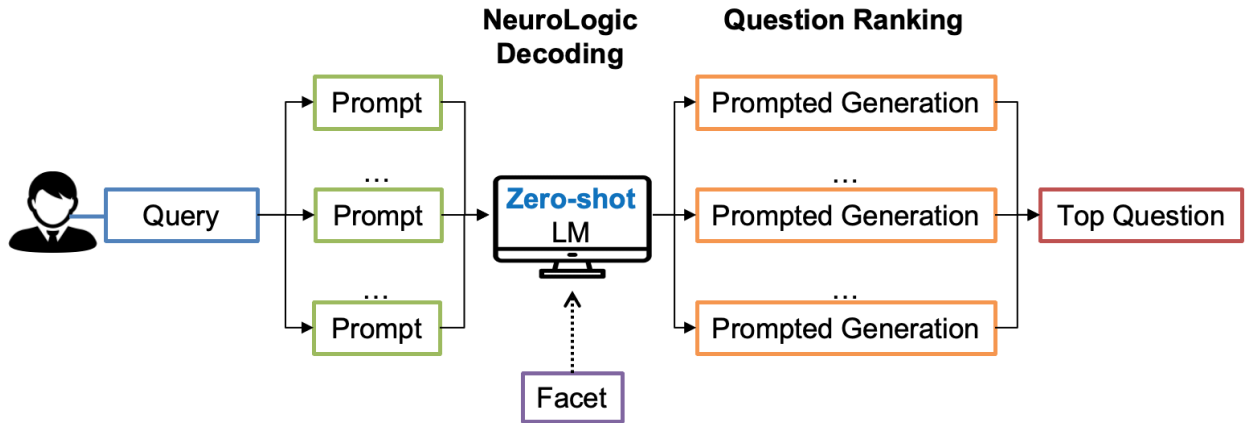 NeuroLogic
Decoding
Question Ranking
Prompt
Prompted Generation
...
...
Query
Prompt
Zero-shot
LM
Prompted Generation
Top Question
...
...
Prompt
Prompted Generation
Facet